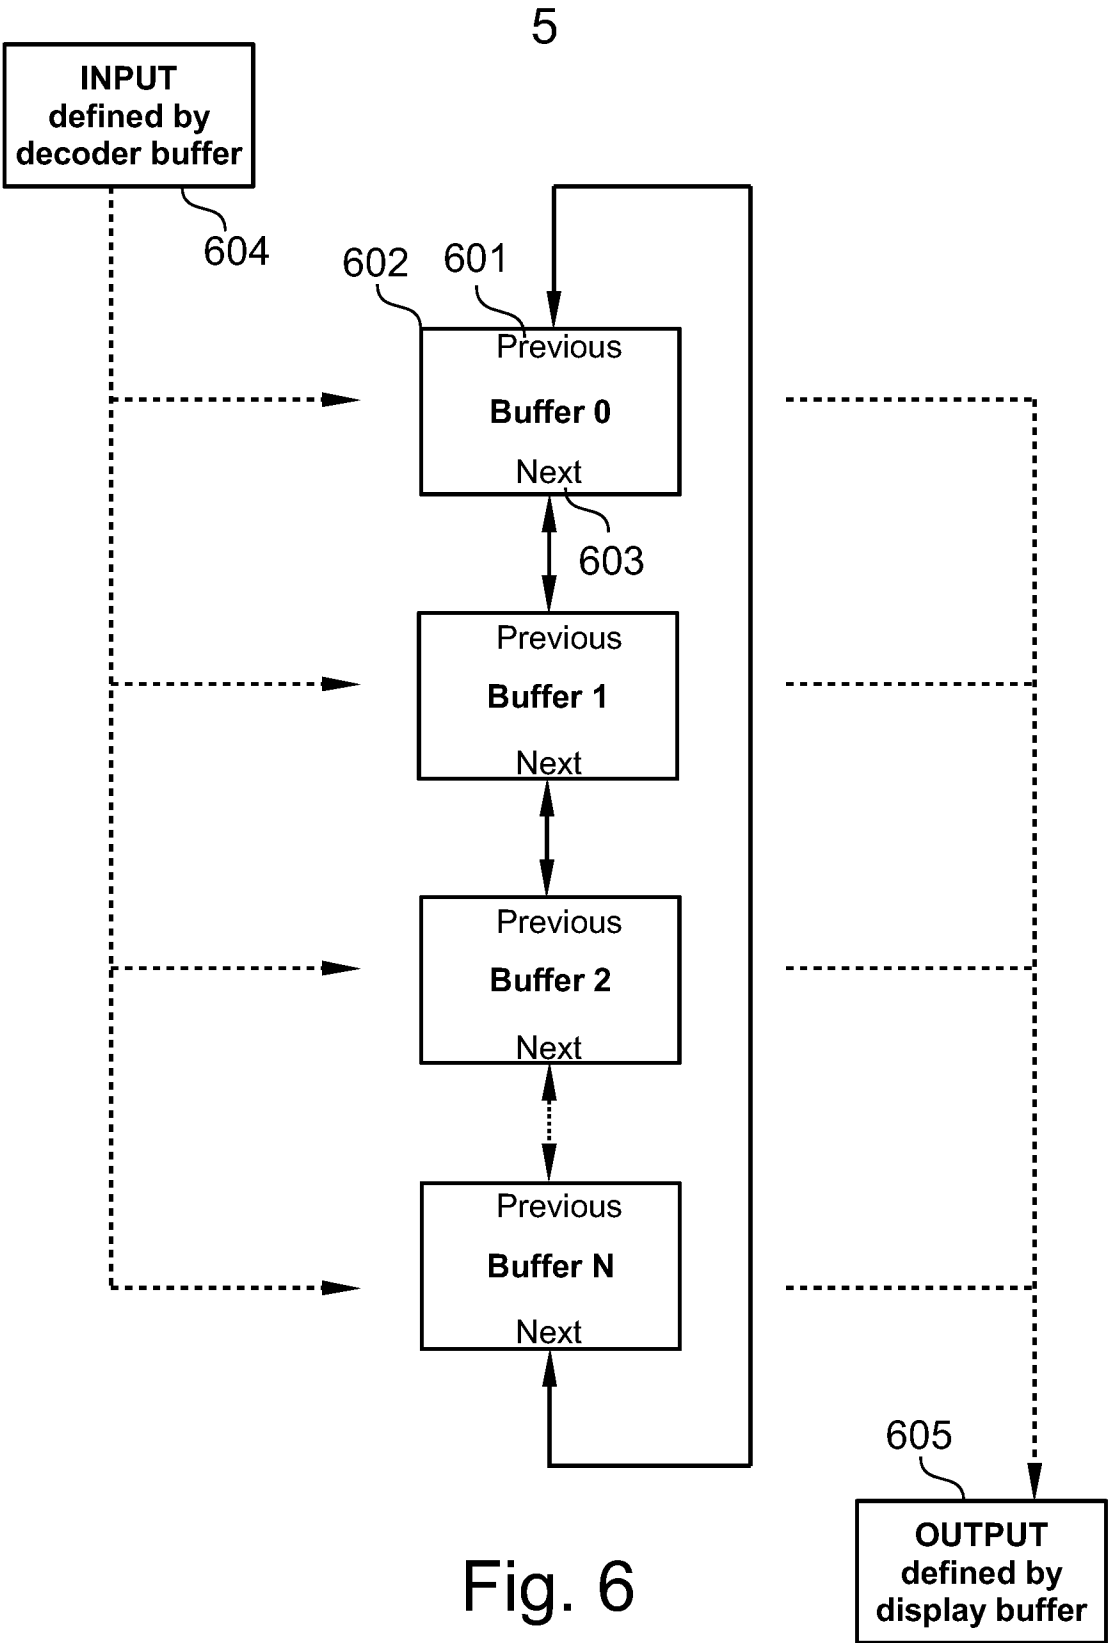 5
INPUT
defined by
decoder buffer
604
602
601
Previous
Buffer 0
Next
603
Previous
Buffer 1
Next
Previous
Buffer 2
Next
Previous
Buffer N
Next
605
OUTPUT
defined by
display buffer
Fig. 6